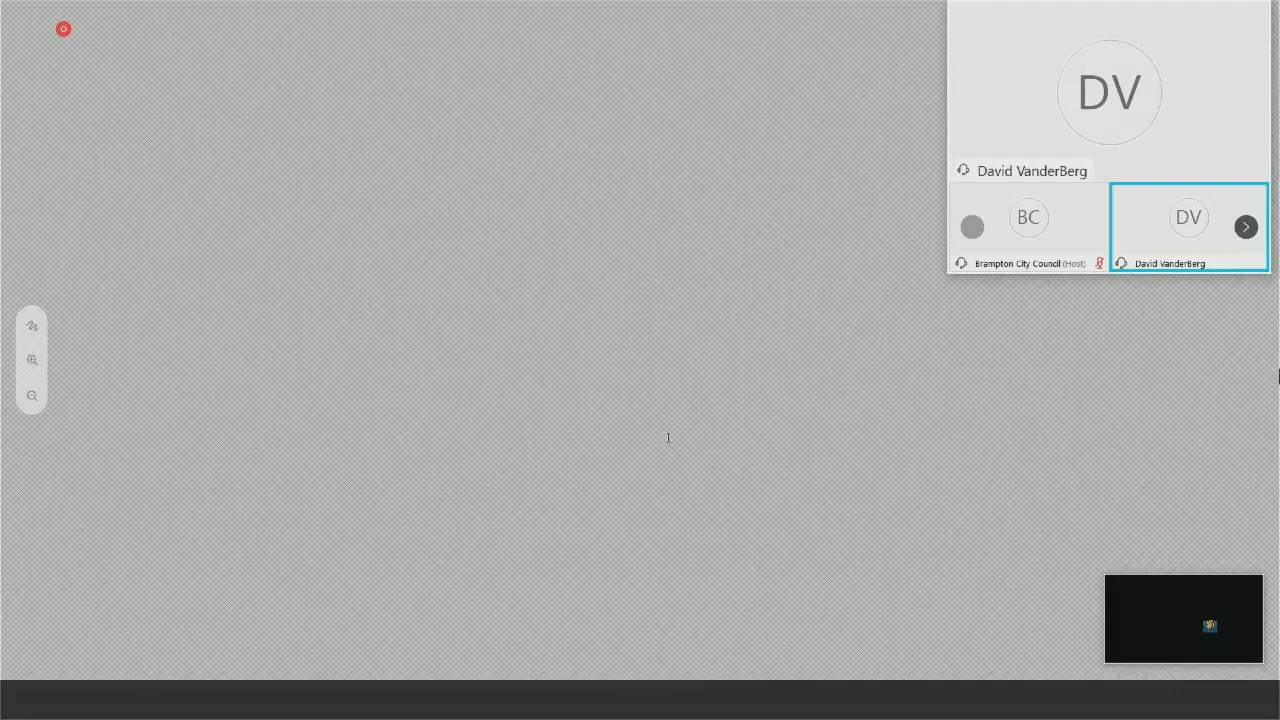 DV
David VanderBerg
BC
DV
Brampton City Council (Host)
David VanderBerg